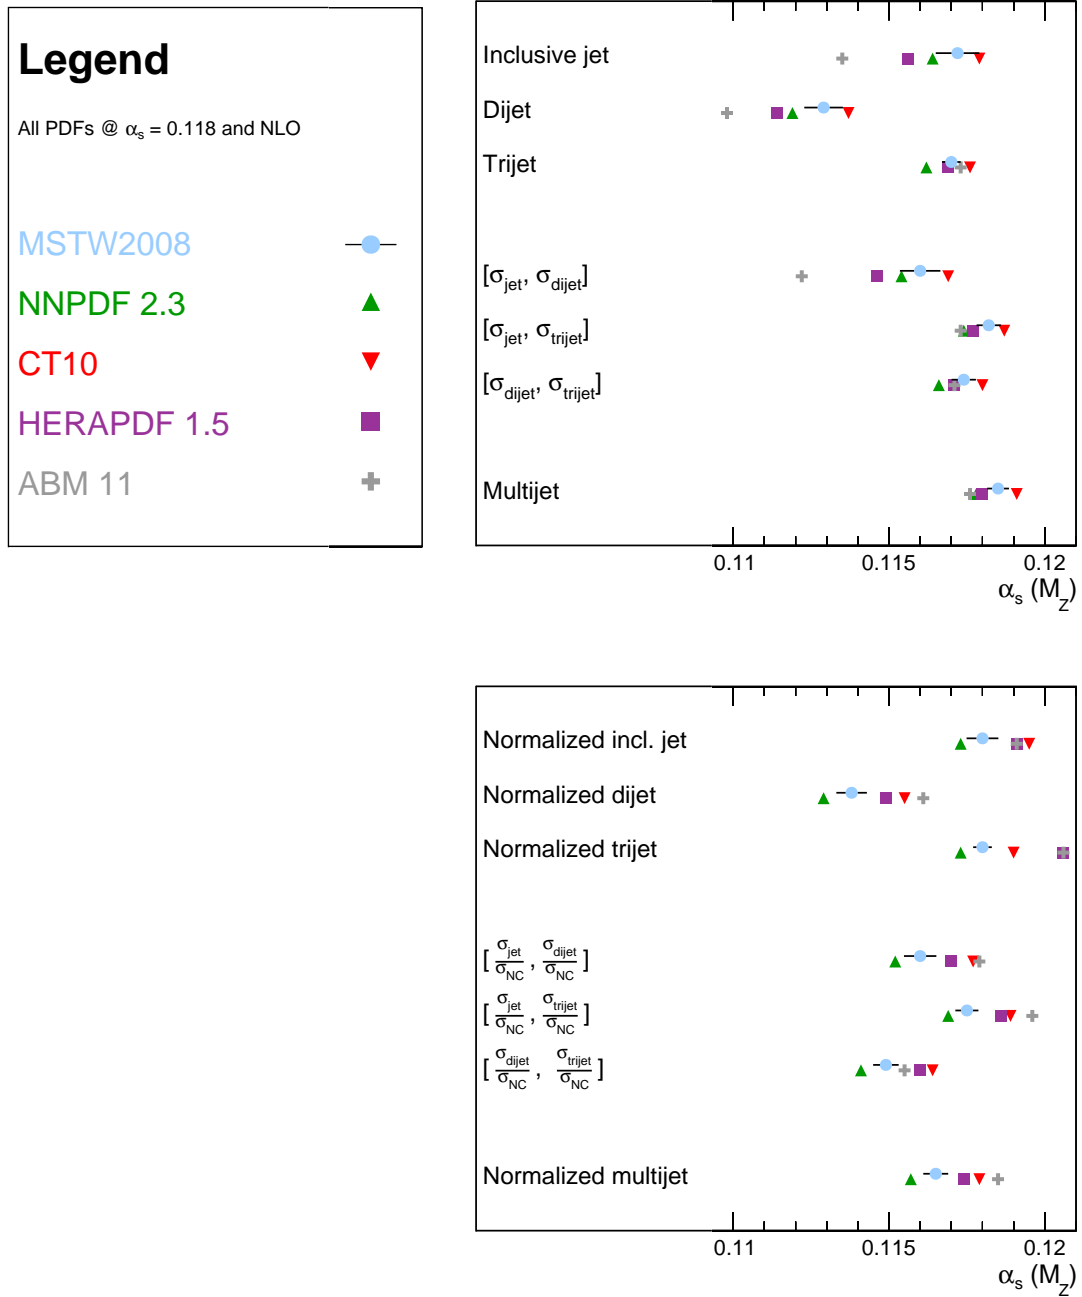 Legend
All PDFs @ αs = 0.118 and NLO
MSTW2008
NNPDF 2.3
CT10
HERAPDF 1.5
ABM 11
Inclusive jet
Dijet
Trijet
[σjet, σdijet]
[σjet, σtrijet]
[σdijet, σtrijet]
Multijet
0.11 0.115 0.12
αs (MZ)
Normalized incl. jet
Normalized dijet
Normalized trijet
[ σjet/σNC , σdijet/σNC ]
[ σjet/σNC , σtrijet/σNC ]
[ σdijet/σNC , σtrijet/σNC ]
Normalized multijet
0.11 0.115 0.12
αs (MZ)